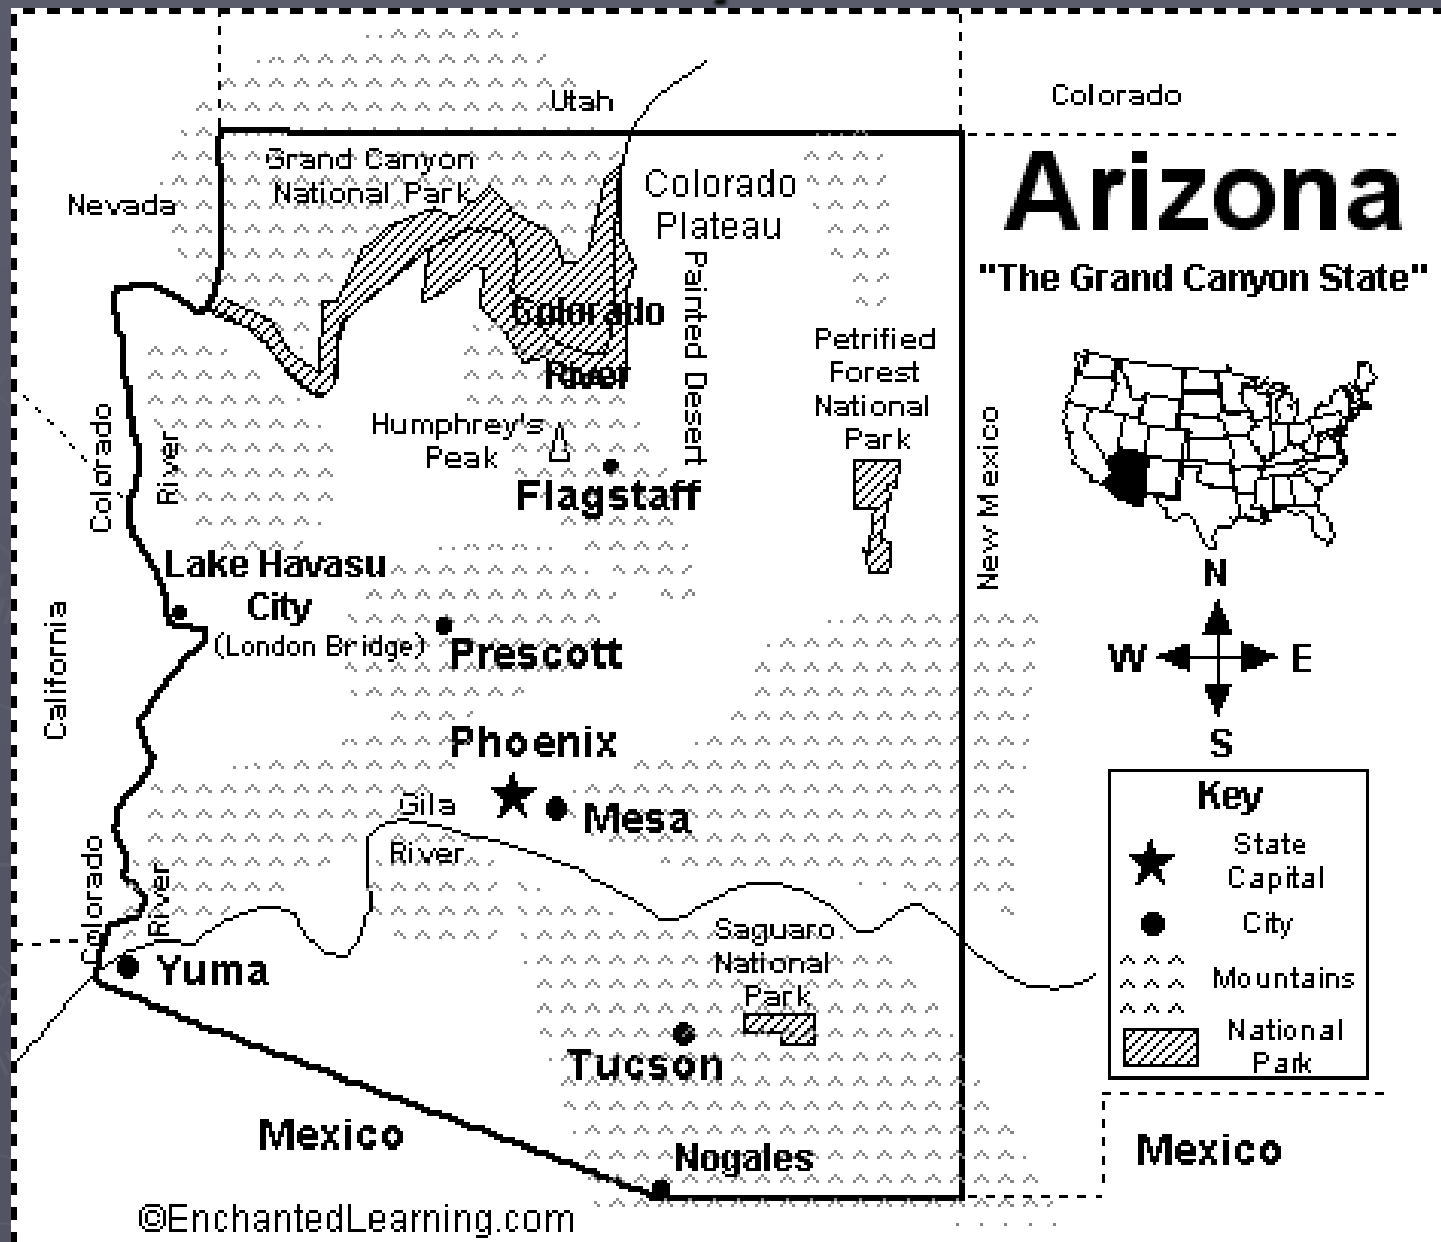 Utah
Colorado
Grand Canyon
National Park
Nevada
Colorado
Plateau
Arizona
"The Grand Canyon State"
Painted Desert
Colorado
River
Petrified
Forest
National
Park
Humphrey's
Peak
Flagstaff
Colorado
River
New Mexico
Lake Havasu
City
(London Bridge)
Prescott
California
N
W
E
S
Phoenix
Mesa
Gila
River
Key
State
Capital
City
Mountains
National
Park
Colorado
River
Yuma
Saguaro
National
Park
Tucson
Mexico
Nogales
Mexico
©EnchantedLearning.com